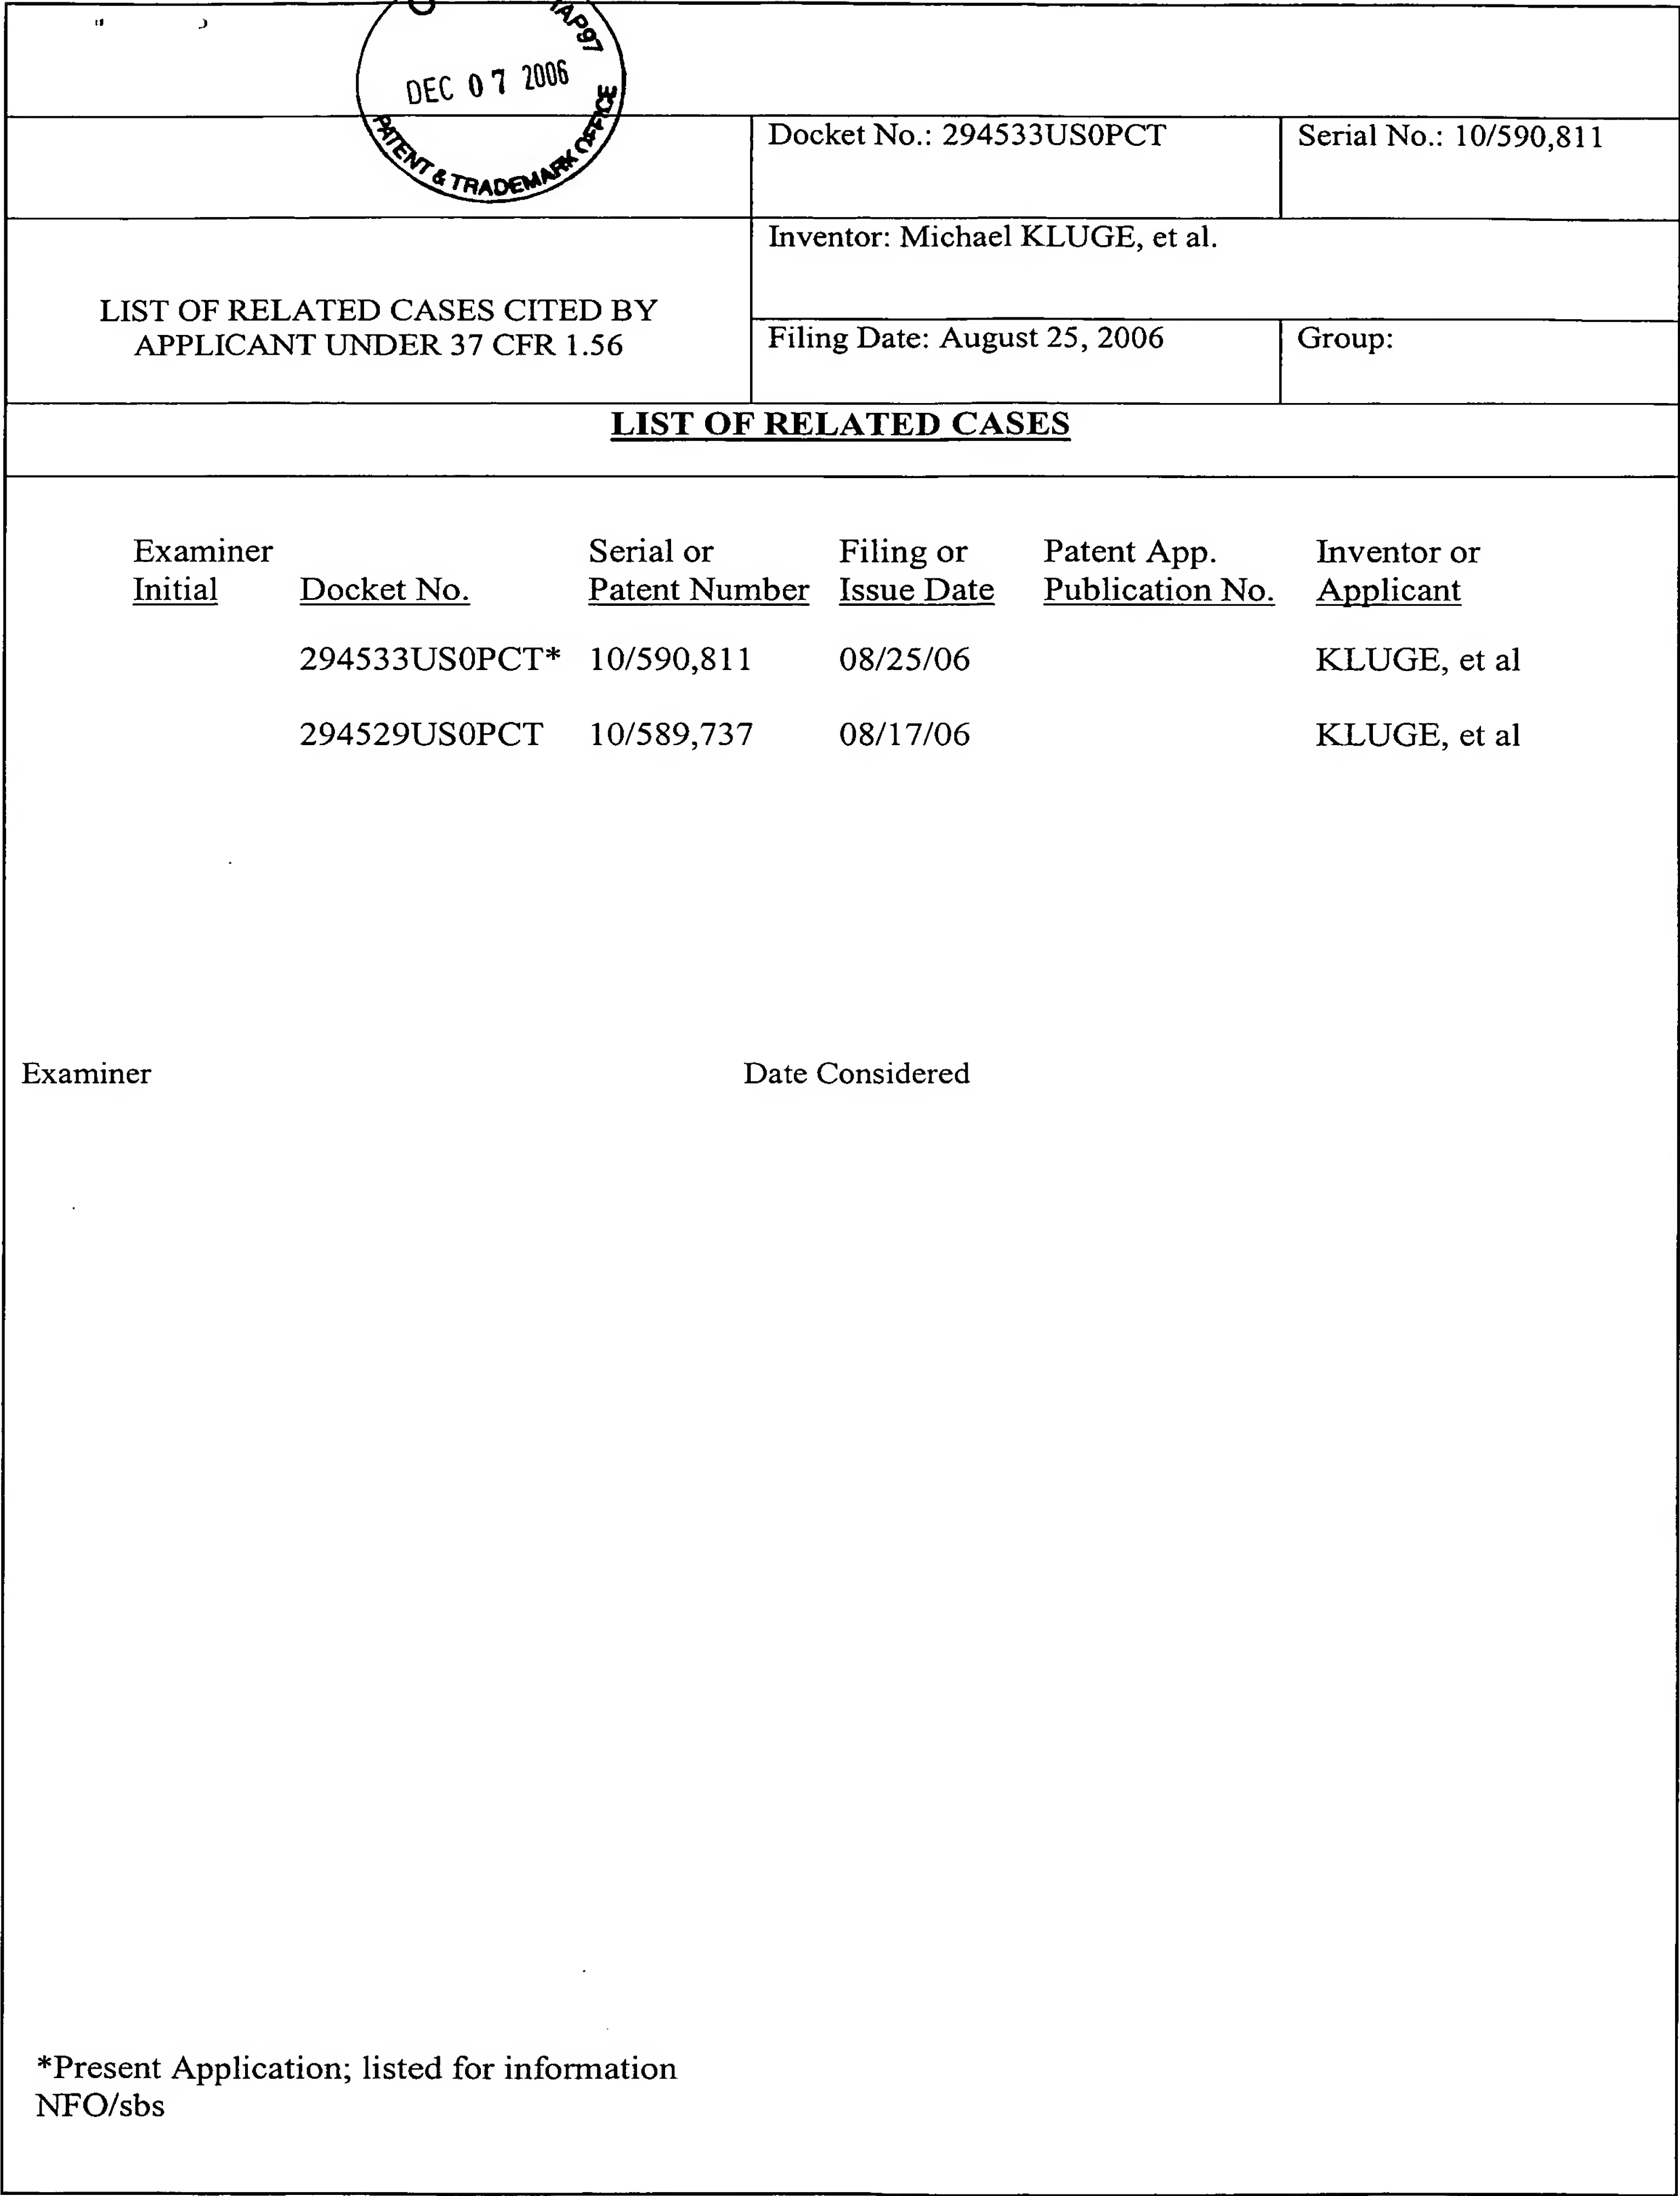 IAP97
DEC 07 2006
PATENT & TRADEMARK OFFICE
Docket No.: 294533US0PCT
Serial No.: 10/590,811
Inventor: Michael KLUGE, et al.
LIST OF RELATED CASES CITED BY
APPLICANT UNDER 37 CFR 1.56
Filing Date: August 25, 2006
Group:
LIST OF RELATED CASES
Examiner Serial or Filing or Patent App. Inventor or
Initial Docket No. Patent Number Issue Date Publication No. Applicant
294533US0PCT* 10/590,811 08/25/06 KLUGE, et al
294529US0PCT 10/589,737 08/17/06 KLUGE, et al
Examiner Date Considered
*Present Application; listed for information
NFO/sbs